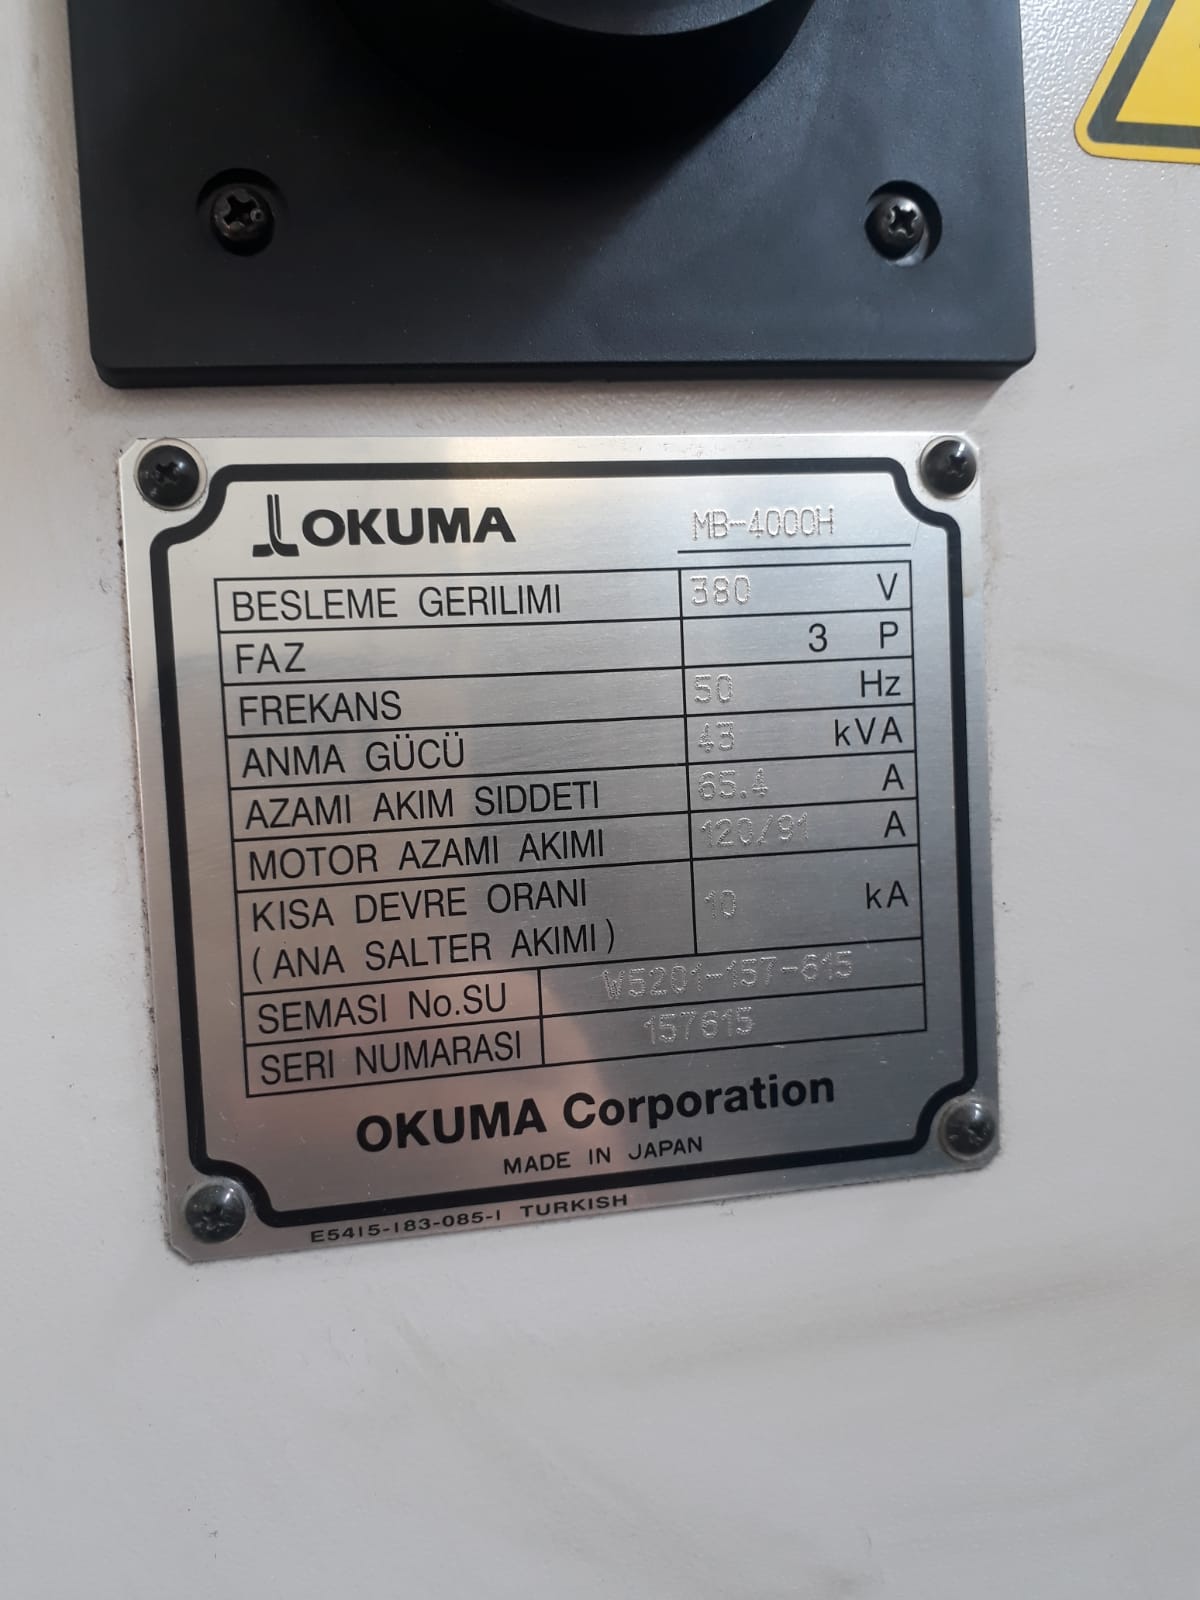 OKUMA MB-4000H
BESLEME GERILIMI 380 V
FAZ 3 P
FREKANS 50 Hz
ANMA GÜCÜ 43 kVA
AZAMI AKIM SIDDETI 65.4 A
MOTOR AZAMI AKIMI 120/91 A
KISA DEVRE ORANI 10 kA
(ANA SALTER AKIMI)
SEMASI No.SU W5201-157-615
SERI NUMARASI 157615
OKUMA Corporation
MADE IN JAPAN
E5415-183-085-1 TURKISH